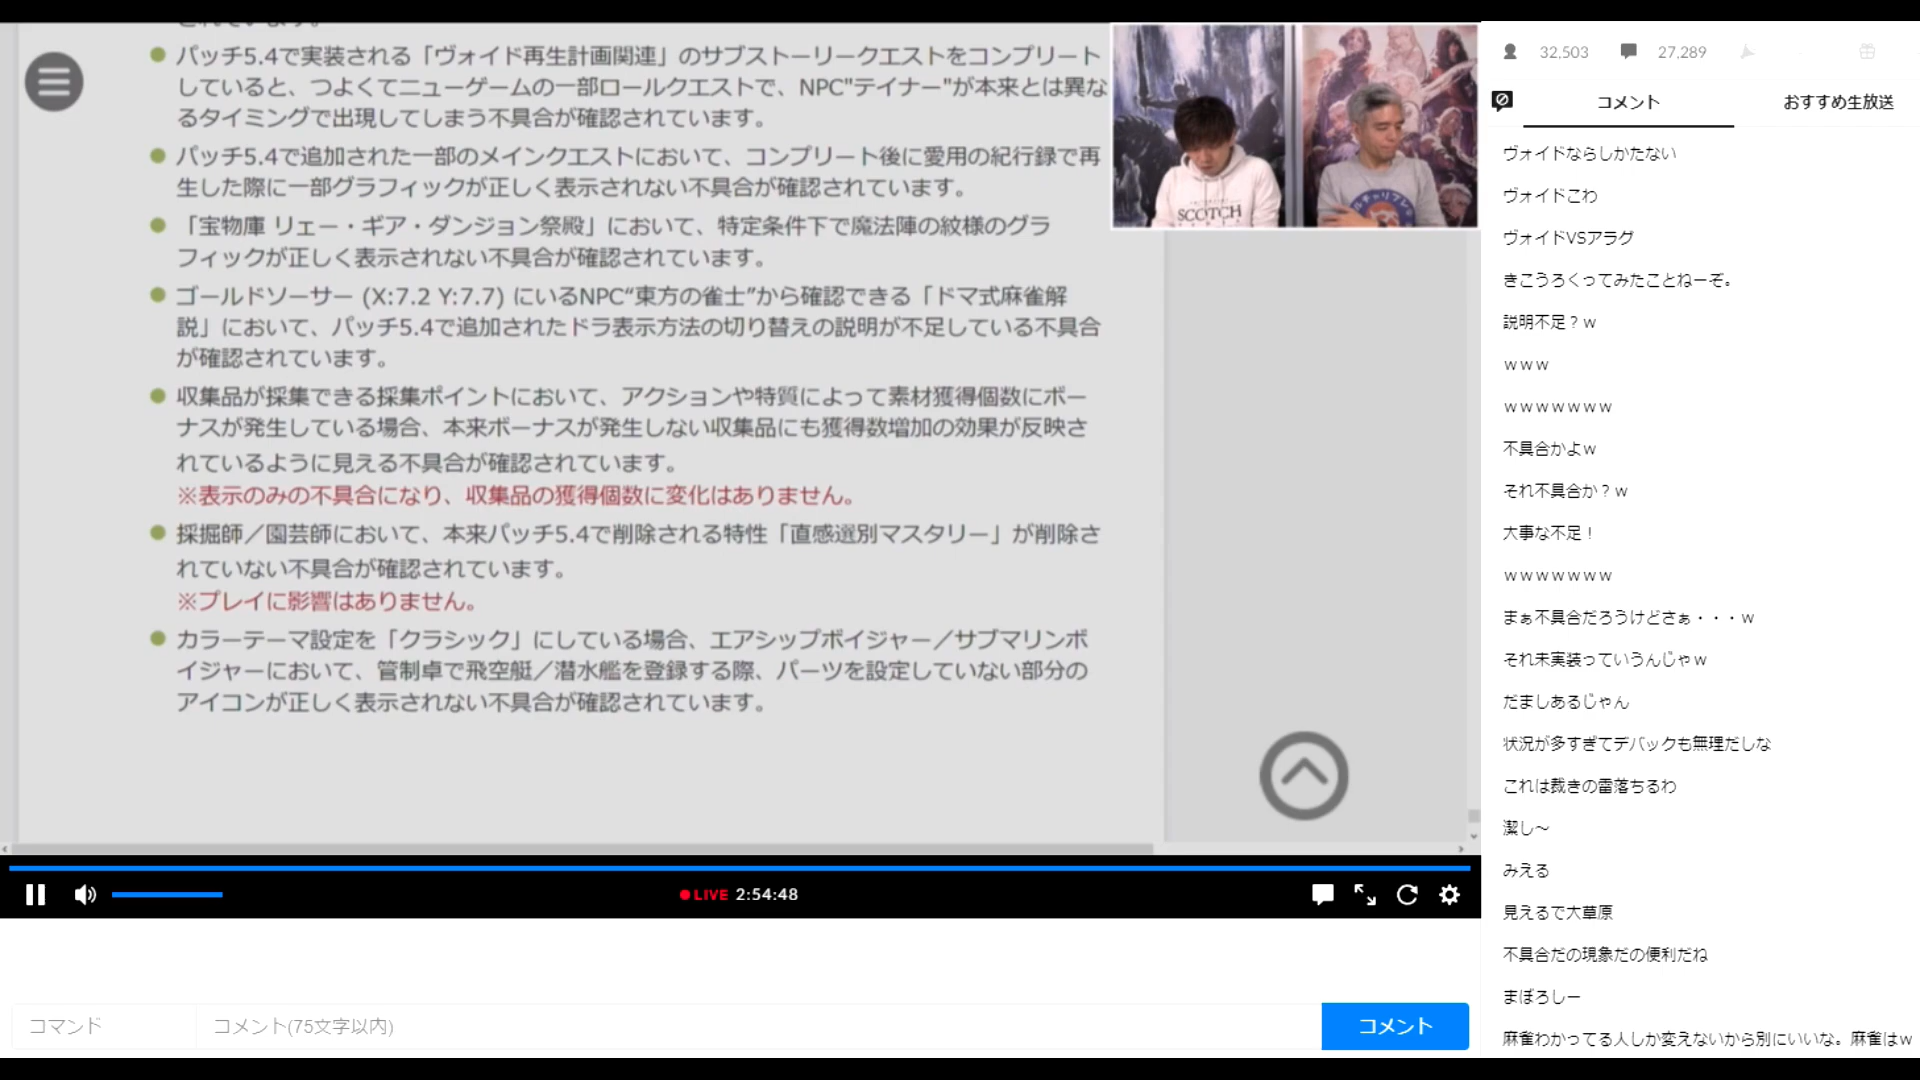 パッチ5.4で実装される「ヴォイド再生計画関連」のサブストーリークエストをコンプリート
していると、つよくてニューゲームの一部ロールクエストで、NPC"テイナー"が本来とは異な
るタイミングで出現してしまう不具合が確認されています。
パッチ5.4で追加された一部のメインクエストにおいて、コンプリート後に愛用の紀行録で再
生した際に一部グラフィックが正しく表示されない不具合が確認されています。
「宝物庫 リェー・ギア・ダンジョン祭殿」において、特定条件下で魔法陣の紋様のグラ
フィックが正しく表示されない不具合が確認されています。
ゴールドソーサー (X:7.2 Y:7.7) にいるNPC“東方の雀士”から確認できる「ドマ式麻雀解
説」において、パッチ5.4で追加されたドラ表示方法の切り替えの説明が不足している不具合
が確認されています。
収集品が採集できる採集ポイントにおいて、アクションや特質によって素材獲得個数にボー
ナスが発生している場合、本来ボーナスが発生しない収集品にも獲得数増加の効果が反映さ
れているように見える不具合が確認されています。
※表示のみの不具合になり、収集品の獲得個数に変化はありません。
採掘師／園芸師において、本来パッチ5.4で削除される特性「直感選別マスタリー」が削除さ
れていない不具合が確認されています。
※プレイに影響はありません。
カラーテーマ設定を「クラシック」にしている場合、エアシップボイジャー／サブマリンボ
イジャーにおいて、管制卓で飛空艇／潜水艦を登録する際、パーツを設定していない部分の
アイコンが正しく表示されない不具合が確認されています。
SCOTCH
LIVE 2:54:48
コマンド
コメント(75文字以内)
コメント
32,503
27,289
コメント
おすすめ生放送
ヴォイドならしかたない
ヴォイドこわ
ヴォイドVSアラグ
きこうろくってみたことねーぞ。
説明不足？ｗ
ｗｗｗ
ｗｗｗｗｗｗｗ
不具合かよｗ
それ不具合か？ｗ
大事な不足！
ｗｗｗｗｗｗｗ
まぁ不具合だろうけどさぁ・・・ｗ
それ未実装っていうんじゃｗ
だましあるじゃん
状況が多すぎてデバックも無理だしな
これは裁きの雷落ちるわ
潔し～
みえる
見えるで大草原
不具合だの現象だの便利だね
まぼろしー
麻雀わかってる人しか変えないから別にいいな。麻雀はｗ